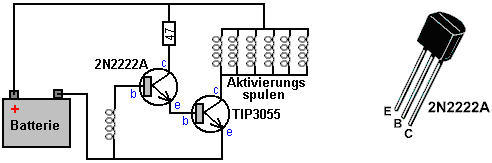 47
2N2222A
c
b
e
c
Aktivierungs
spulen
b
TIP3055
e
+
Batterie
E
B
C
2N2222A